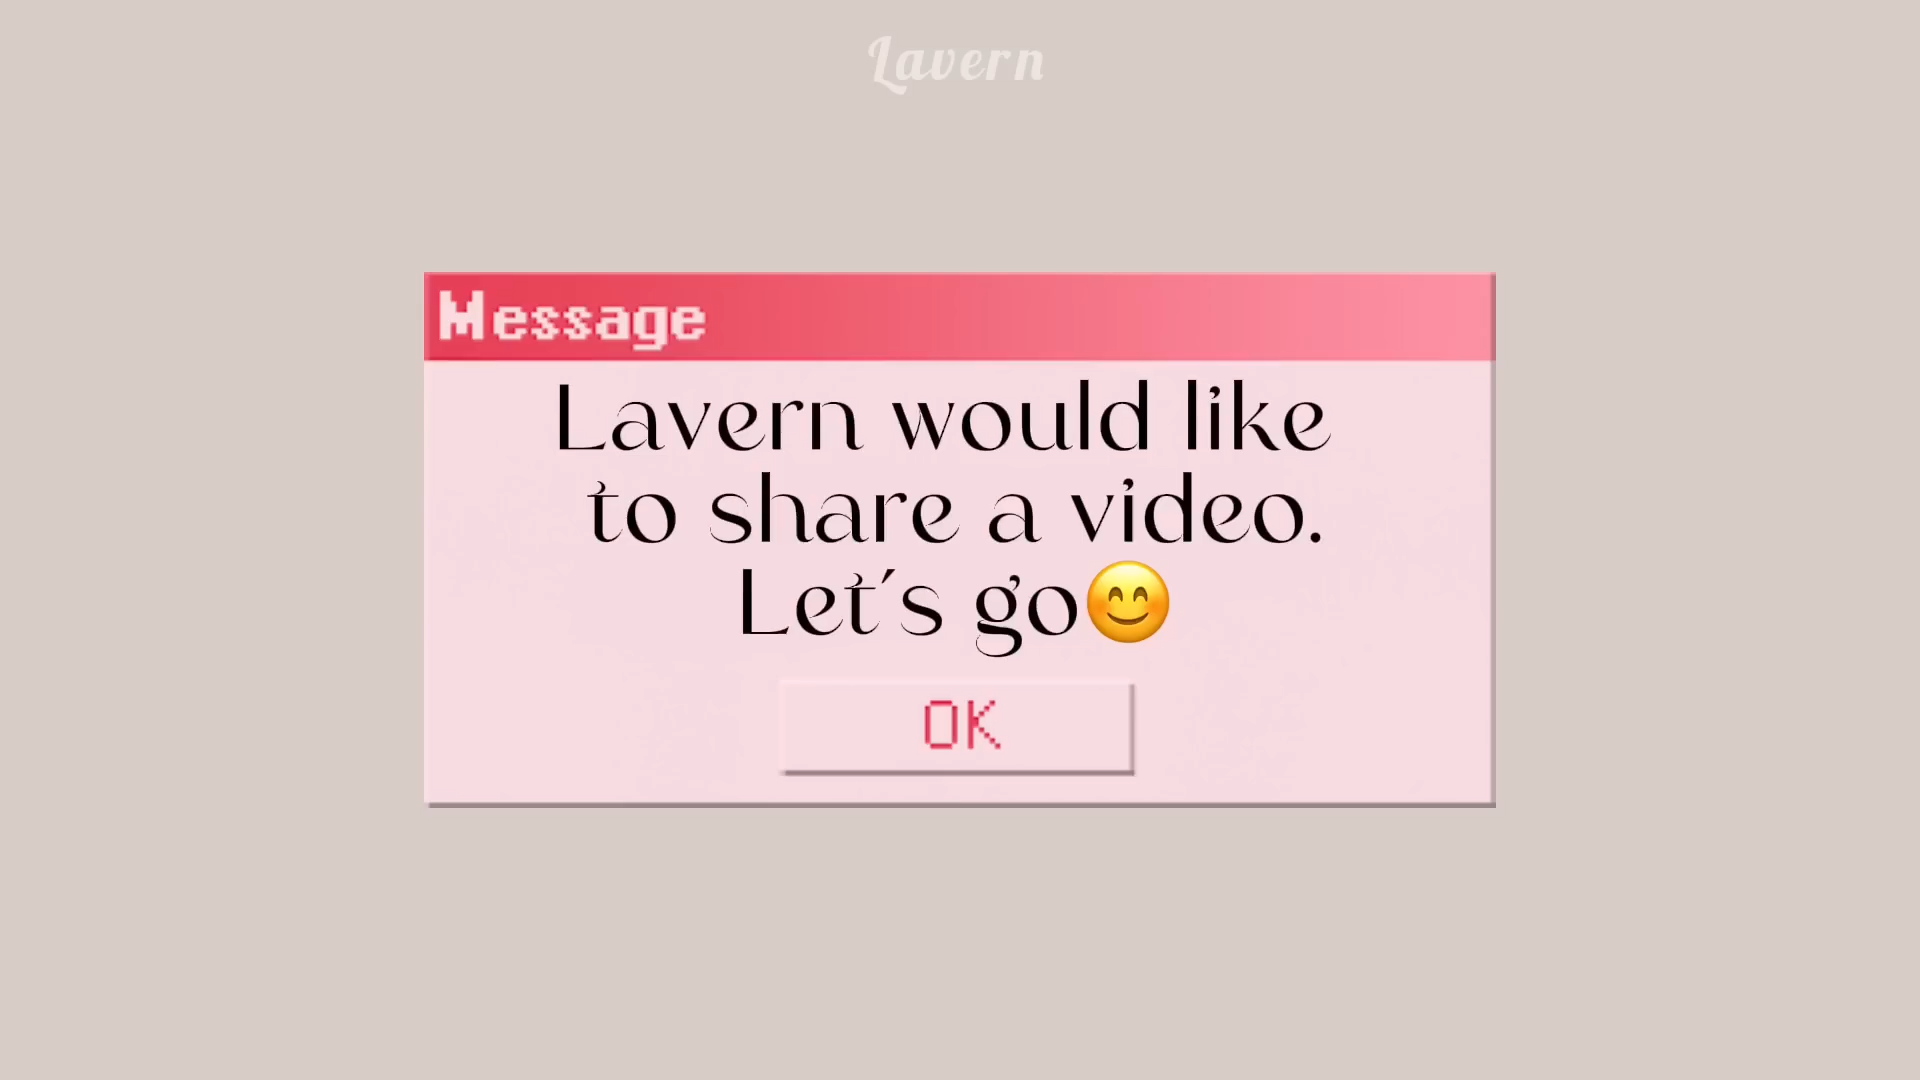 Lavern
Message
Lavern would like
to share a video.
Let's go😊
OK